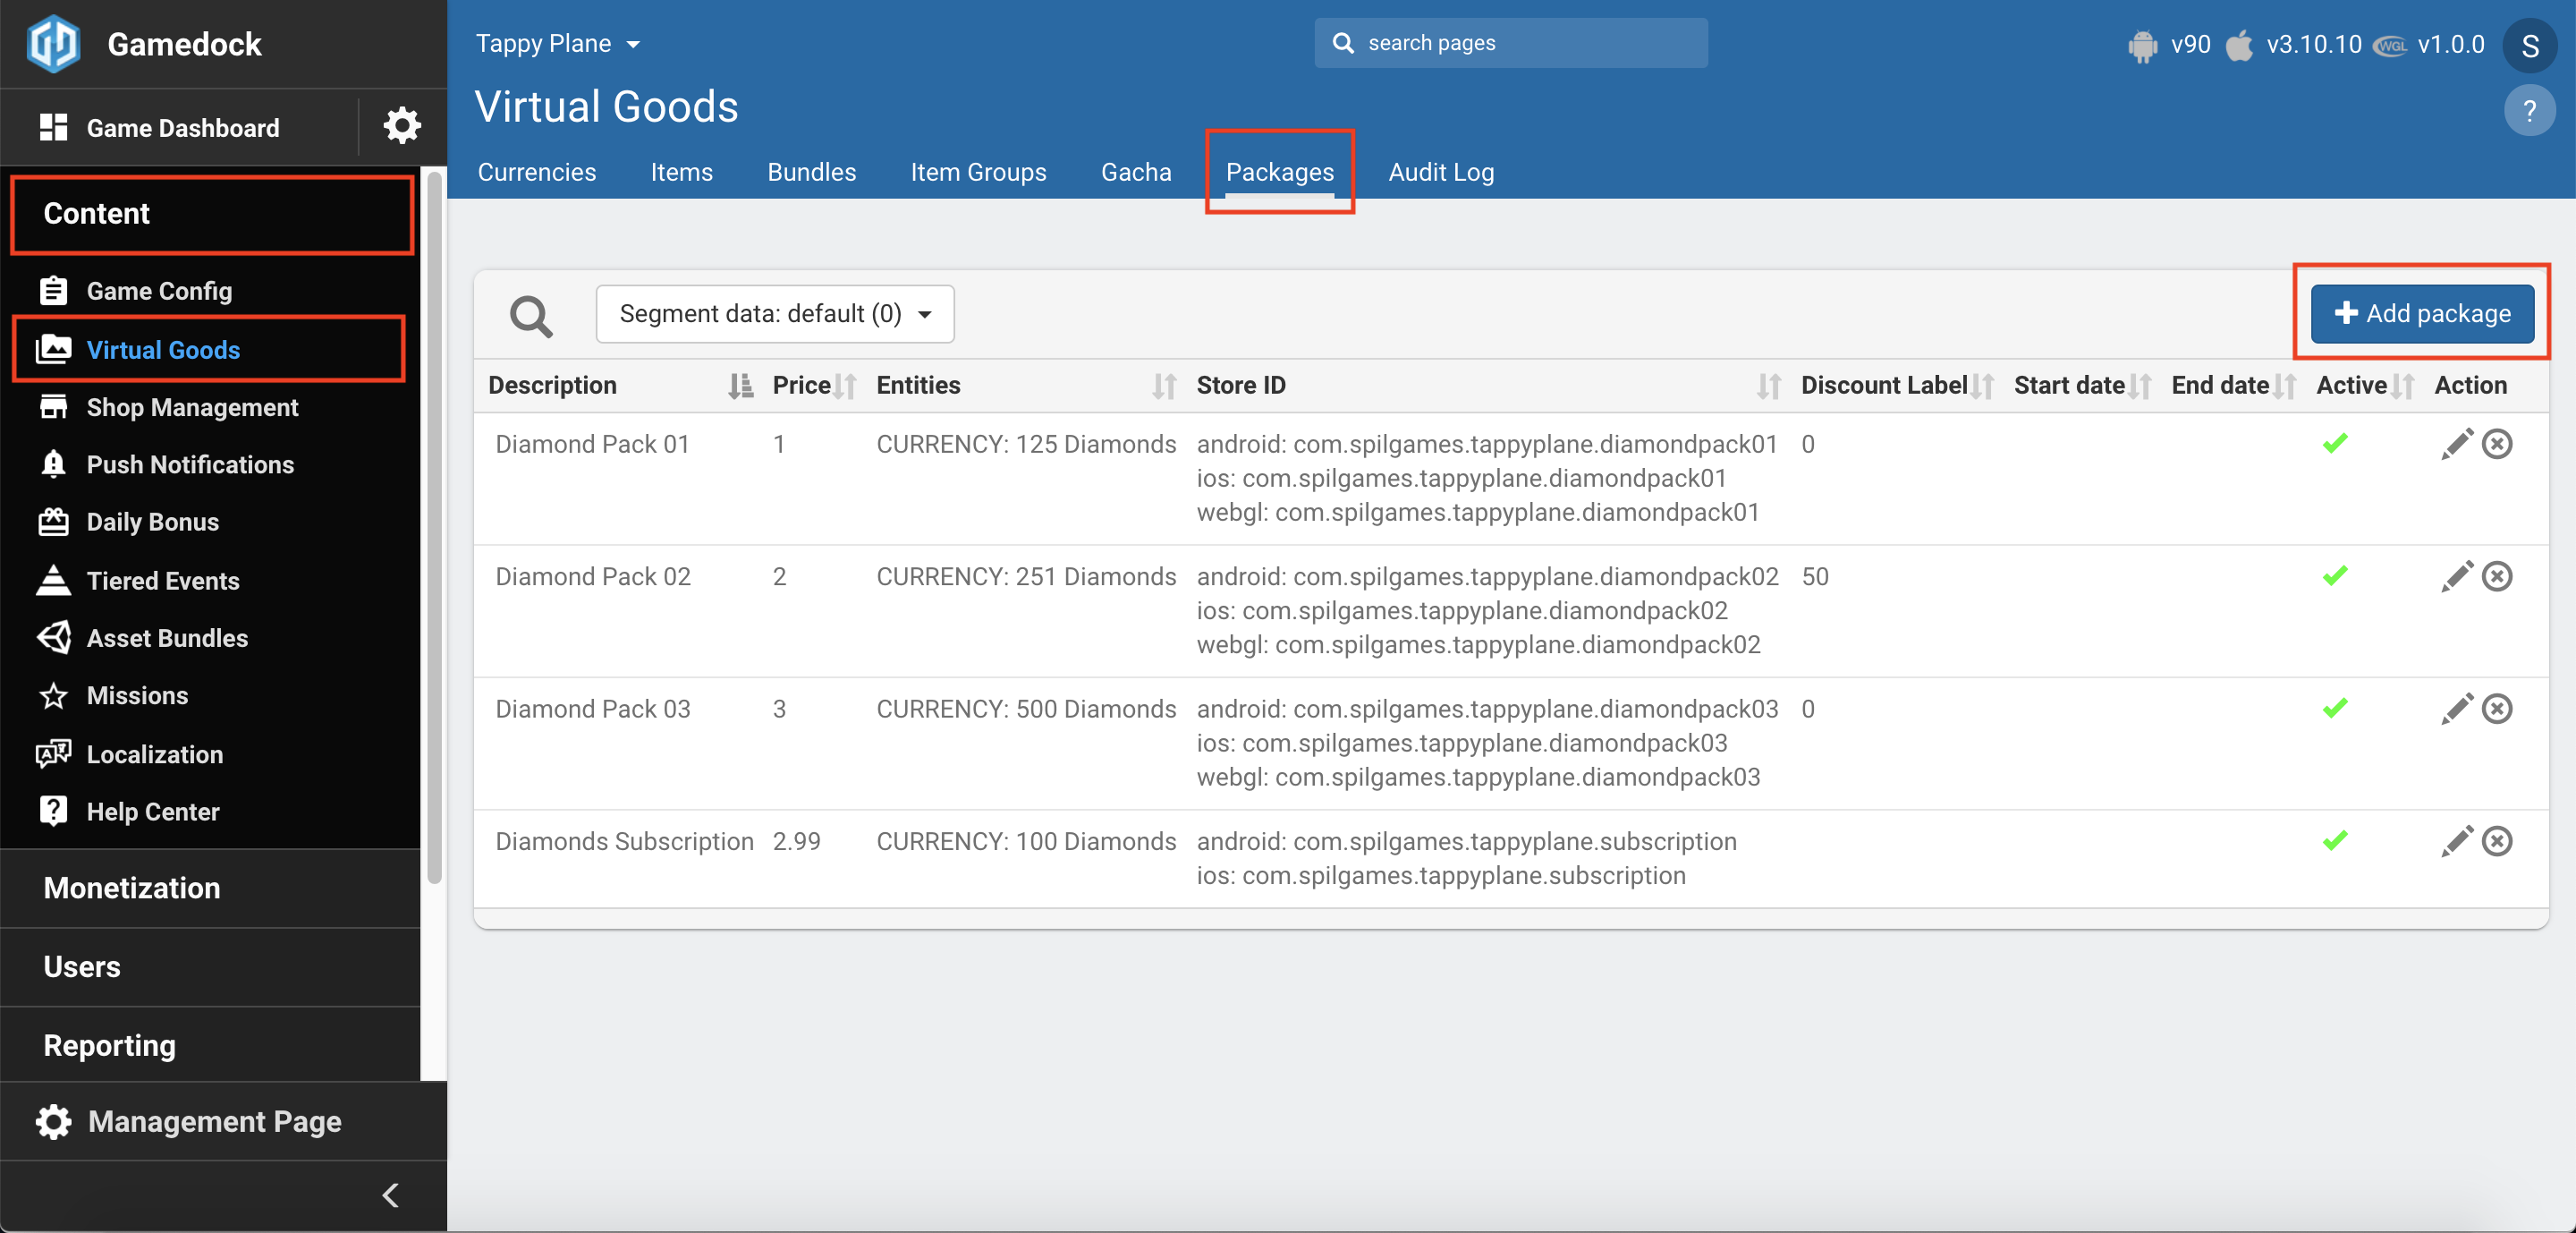 Gamedock
Game Dashboard
Content
Game Config
Virtual Goods
Shop Management
Push Notifications
Daily Bonus
Tiered Events
Asset Bundles
Missions
Localization
Help Center
Monetization
Users
Reporting
Management Page
Tappy Plane
search pages
v90 v3.10.10 WGL v1.0.0 S
Virtual Goods
?
Currencies Items Bundles Item Groups Gacha Packages Audit Log
Segment data: default (0)
Add package
Description Price Entities Store ID Discount Label Start date End date Active Action
Diamond Pack 01 1 CURRENCY: 125 Diamonds android: com.spilgames.tappyplane.diamondpack01 0
ios: com.spilgames.tappyplane.diamondpack01
webgl: com.spilgames.tappyplane.diamondpack01
Diamond Pack 02 2 CURRENCY: 251 Diamonds android: com.spilgames.tappyplane.diamondpack02 50
ios: com.spilgames.tappyplane.diamondpack02
webgl: com.spilgames.tappyplane.diamondpack02
Diamond Pack 03 3 CURRENCY: 500 Diamonds android: com.spilgames.tappyplane.diamondpack03 0
ios: com.spilgames.tappyplane.diamondpack03
webgl: com.spilgames.tappyplane.diamondpack03
Diamonds Subscription 2.99 CURRENCY: 100 Diamonds android: com.spilgames.tappyplane.subscription
ios: com.spilgames.tappyplane.subscription